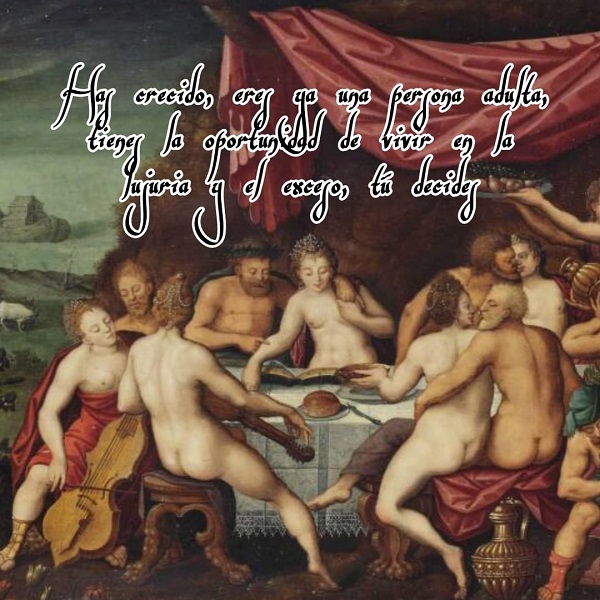 Has crecido, eres ya una persona adulta,
tienes la oportunidad de vivir en la
lujuria y el exceso, tú decides